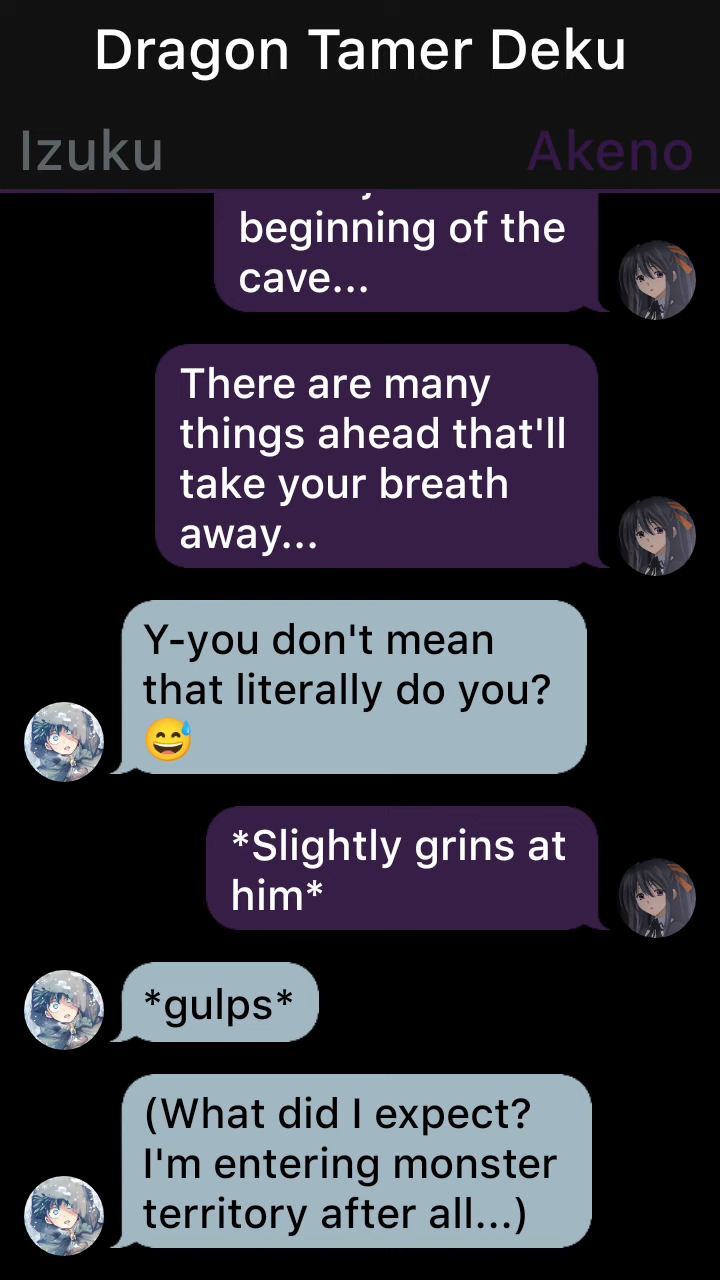 Dragon Tamer Deku
Izuku
Akeno
beginning of the
cave...
There are many
things ahead that'll
take your breath
away...
Y-you don't mean
that literally do you?
😅
*Slightly grins at
him*
*gulps*
(What did I expect?
I'm entering monster
territory after all...)